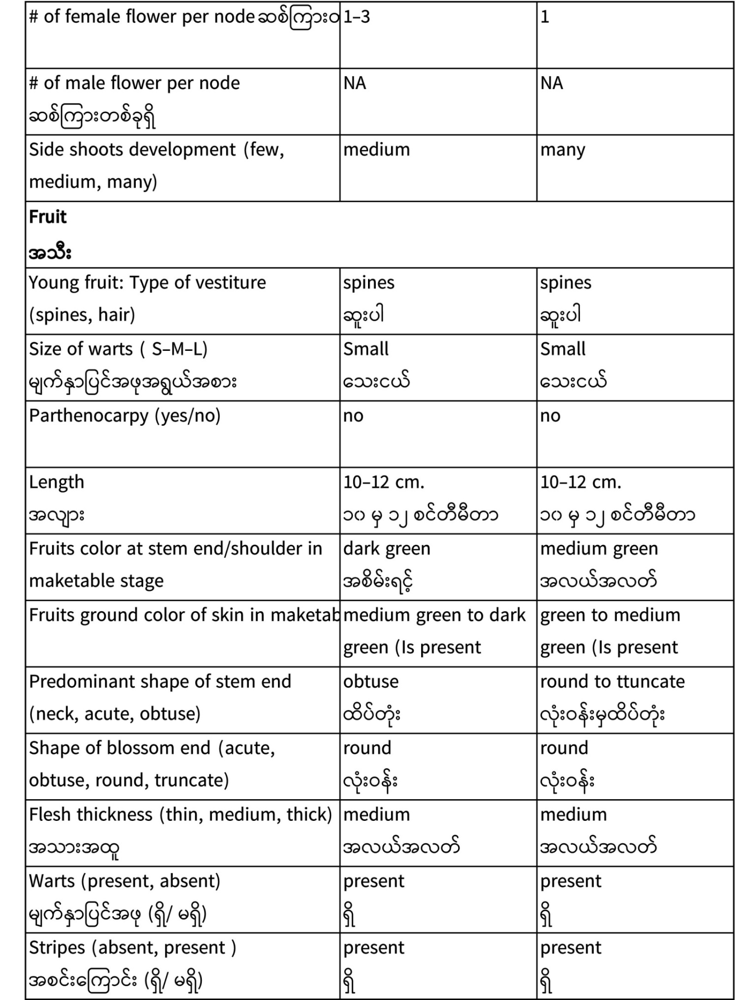 # of female flower per node ဆစ်ကြား 1–3 1
# of male flower per node NA NA
ဆစ်ကြားတစ်ခုရှိ
Side shoots development (few, medium many
medium, many)
Fruit
အသီး
Young fruit: Type of vestiture spines spines
(spines, hair) ဆူးပါ ဆူးပါ
Size of warts ( S–M–L) Small Small
မျက်နှာပြင်အဖုအရွယ်အစား သေးငယ် သေးငယ်
Parthenocarpy (yes/no) no no
Length 10–12 cm. 10–12 cm.
အလျား ၁၀ မှ ၁၂ စင်တီမီတာ ၁၀ မှ ၁၂ စင်တီမီတာ
Fruits color at stem end/shoulder in dark green medium green
maketable stage အစိမ်းရင့် အလယ်အလတ်
Fruits ground color of skin in maketab medium green to dark green to medium
green (Is present green (Is present
Predominant shape of stem end obtuse round to ttuncate
(neck, acute, obtuse) ထိပ်တုံး လုံးဝန်းမှထိပ်တုံး
Shape of blossom end (acute, round round
obtuse, round, truncate) လုံးဝန်း လုံးဝန်း
Flesh thickness (thin, medium, thick) medium medium
အသားအထူ အလယ်အလတ် အလယ်အလတ်
Warts (present, absent) present present
မျက်နှာပြင်အဖု (ရှိ/ မရှိ) ရှိ ရှိ
Stripes (absent, present ) present present
အစင်းကြောင်း (ရှိ/ မရှိ) ရှိ ရှိ